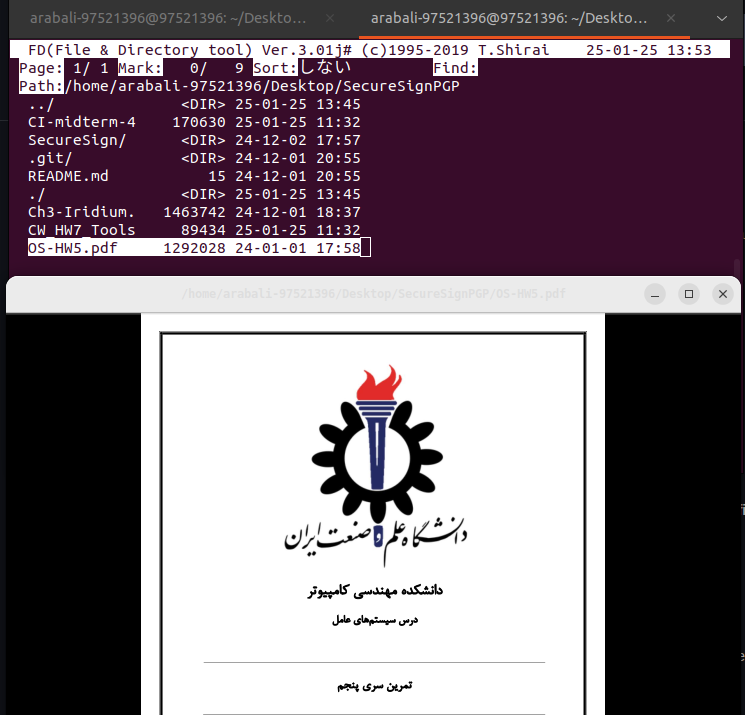 arabali-97521396@97521396: ~/Deskto… × arabali-97521396@97521396: ~/Deskto… ×
FD(File & Directory tool) Ver.3.01j# (c)1995-2019 T.Shirai 25-01-25 13:53
Page: 1/ 1 Mark: 0/ 9 Sort:しない Find:
Path:/home/arabali-97521396/Desktop/SecureSignPGP
../ <DIR> 25-01-25 13:45
CI-midterm-4 170630 25-01-25 11:32
SecureSign/ <DIR> 24-12-02 17:57
.git/ <DIR> 24-12-01 20:55
README.md 15 24-12-01 20:55
./ <DIR> 25-01-25 13:45
Ch3-Iridium. 1463742 24-12-01 18:37
CW_HW7_Tools 89434 25-01-25 11:32
OS-HW5.pdf 1292028 24-01-01 17:58
/home/arabali-97521396/Desktop/SecureSignPGP/OS-HW5.pdf
دانشگاه علم و صنعت ایران
دانشکده مهندسی کامپیوتر
درس سیستم‌های عامل
تمرین سری پنجم